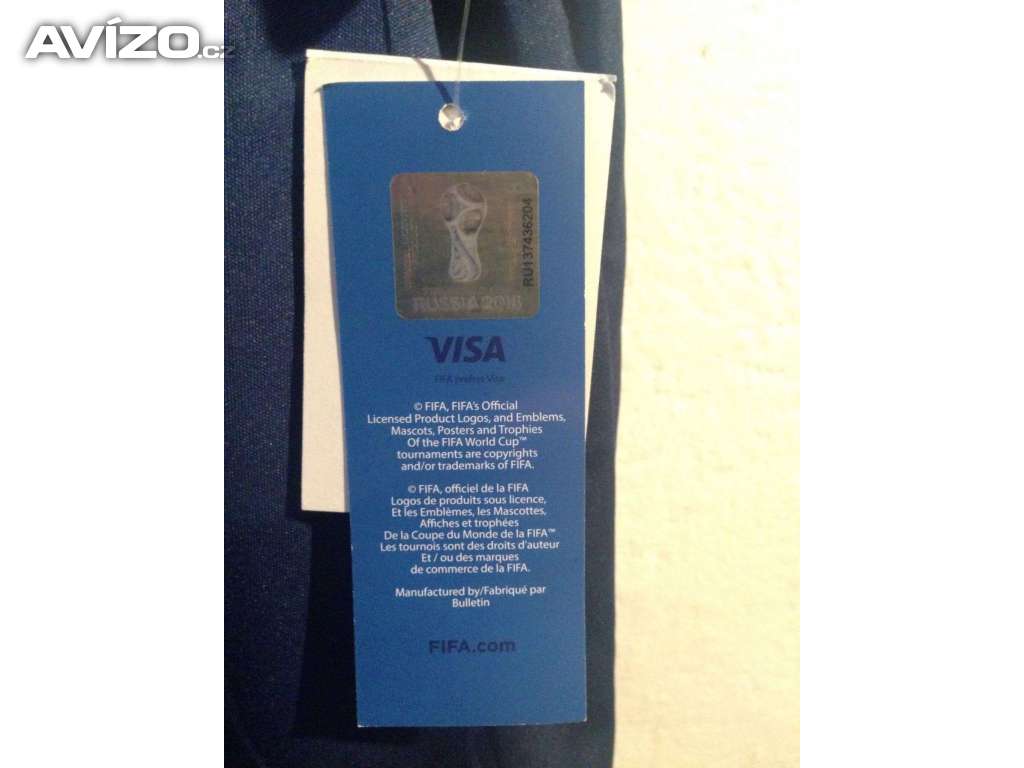 AVÍZO.cz
RU137436204
RUSSIA 2018
VISA
FIFA prefers Visa
© FIFA, FIFA's Official
Licensed Product Logos, and Emblems,
Mascots, Posters and Trophies
Of the FIFA World Cup™
tournaments are copyrights
and/or trademarks of FIFA.
© FIFA, officiel de la FIFA
Logos de produits sous licence,
Et les Emblèmes, les Mascottes,
Affiches et trophées
De la Coupe du Monde de la FIFA™
Les tournois sont des droits d'auteur
Et / ou des marques
de commerce de la FIFA.
Manufactured by/Fabriqué par
Bulletin
FIFA.com